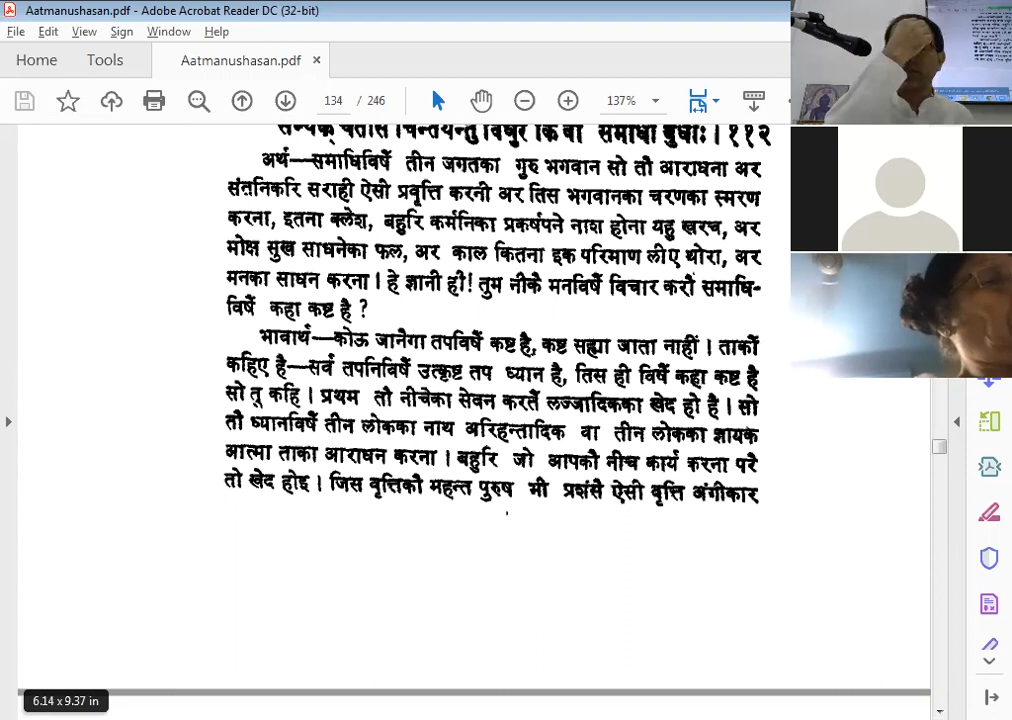 Aatmanushasan.pdf - Adobe Acrobat Reader DC (32-bit)
File Edit View Sign Window Help
Home Tools Aatmanushasan.pdf ×
134 / 246 137%
किं वा समाधौ बुधाः । ११२
अर्थ—समाधिविषैं तीन जगतका गुरु भगवान सो तौ आराधना अर
संतनिकरि सराही ऐसी प्रवृत्ति करनी अर तिस भगवानका चरणका स्मरण
करना, इतना क्लेश, बहुरि कर्मनिका प्रकर्षपने नाश होना यहु खरच, अर
मोक्ष सुख साधनेका फल, अर काल कितना इक परिमाण लीए थोरा, अर
मनका साधन करना । हे ज्ञानी हौ! तुम नीकै मनविषैं विचार करौ समाधि-
विषैं कहा कष्ट है ?
भावार्थ—कोऊ जानैगा तपविषैं कष्ट है, कष्ट सह्या जाता नाहीं । ताकौं
कहिए है—सर्व तपनिविषैं उत्कृष्ट तप ध्यान है, तिस ही विषैं कहा कष्ट है
सो तू कहि । प्रथम तौ नीचेका सेवन करतैं लज्जादिकका खेद हो है । सो
तौ ध्यानविषैं तीन लोकका नाथ अरिहन्तादिक वा तीन लोकका ज्ञायक
आत्मा ताका आराधन करना । बहुरि जो आपकौ नीच कार्य करना परै
तो खेद होइ । जिस वृत्तिकौ महन्त पुरुष भी प्रशंसै ऐसी वृत्ति अंगीकार
6.14 x 9.37 in